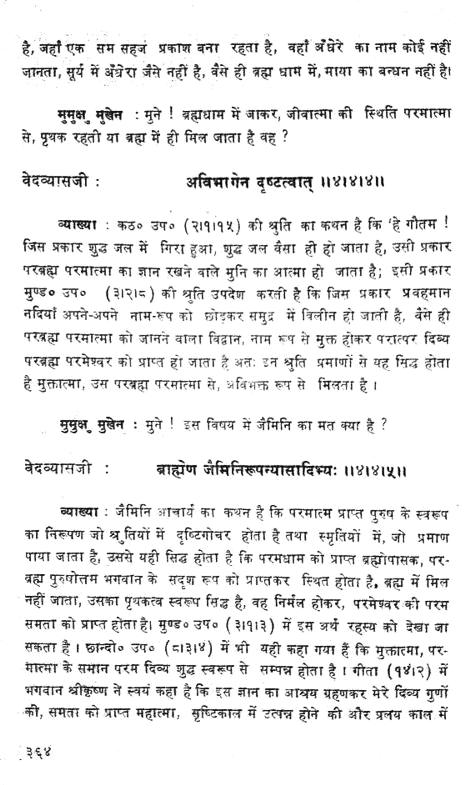 है, जहाँ एक सम सहज प्रकाश बना रहता है, वहाँ अँधेरे का नाम कोई नहीं
जानता, सूर्य में अँधेरा जैसे नहीं है, वैसे ही ब्रह्म धाम में, माया का बन्धन नहीं है।
मुमुक्षु मुखेन : मुने ! ब्रह्मधाम में जाकर, जीवात्मा की स्थिति परमात्मा
से, पृथक रहती या ब्रह्म में ही मिल जाता है वह ?
वेदव्यासजी : अविभागेन दृष्टत्वात् ।।४।४।४।।
व्याख्या : कठ० उप० (२।१।१५) की श्रुति का कथन है कि 'हे गौतम !
जिस प्रकार शुद्ध जल में गिरा हुआ, शुद्ध जल वैसा ही हो जाता है, उसी प्रकार
परब्रह्म परमात्मा का ज्ञान रखने वाले मुनि का आत्मा हो जाता है; इसी प्रकार
मुण्ड० उप० (३।२।८) की श्रुति उपदेश करती है कि जिस प्रकार प्रवहमान
नदियाँ अपने-अपने नाम-रूप को छोड़कर समुद्र में विलीन हो जाती है, वैसे ही
परब्रह्म परमात्मा को जानने वाला विद्वान, नाम रूप से मुक्त होकर परात्पर दिव्य
परब्रह्म परमेश्वर को प्राप्त हो जाता है अतः इन श्रुति प्रमाणों से यह सिद्ध होता
है मुक्तात्मा, उस परब्रह्म परमात्मा से, अविभक्त रूप से मिलता है ।
मुमुक्षु मुखेन : मुने ! इस विषय में जैमिनि का मत क्या है ?
वेदव्यासजी : ब्राह्मेण जैमिनिरूपन्यासादिभ्यः ।।४।४।५।।
व्याख्या : जैमिनि आचार्य का कथन है कि परमात्म प्राप्त पुरुष के स्वरूप
का निरूपण जो श्रुतियों में दृष्टिगोचर होता है तथा स्मृतियों में, जो प्रमाण
पाया जाता है, उससे यही सिद्ध होता है कि परमधाम को प्राप्त ब्रह्मोपासक, पर-
ब्रह्म पुरुषोत्तम भगवान के सदृश रूप को प्राप्तकर स्थित होता है, ब्रह्म में मिल
नहीं जाता, उसका पृथकत्व स्वरूप सिद्ध है, वह निर्मल होकर, परमेश्वर की परम
समता को प्राप्त होता है। मुण्ड० उप० (३।१।३) में इस अर्थ रहस्य को देखा जा
सकता है । छान्दो० उप० (८।३।४) में भी यही कहा गया हैं कि मुक्तात्मा, पर-
मात्मा के समान परम दिव्य शुद्ध स्वरूप से सम्पन्न होता है । गीता (१४।२) में
भगवान श्रीकृष्ण ने स्वयं कहा है कि इस ज्ञान का आश्रय ग्रहणकर मेरे दिव्य गुणों
की, समता को प्राप्त महात्मा, सृष्टिकाल में उत्पन्न होने की और प्रलय काल में
३६४